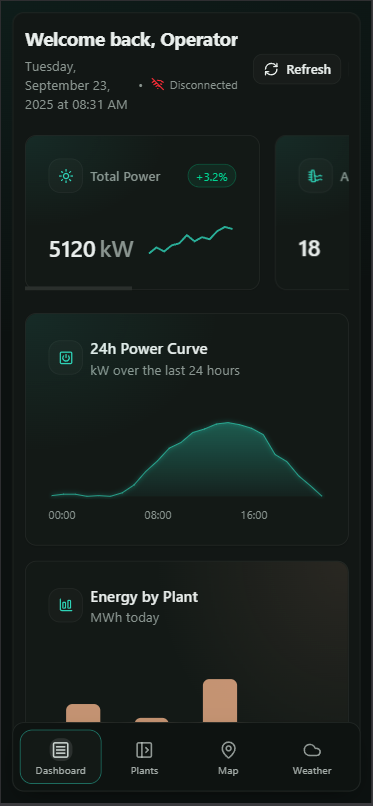 Welcome back, Operator
Tuesday,
September 23,
2025 at 08:31 AM
• Disconnected
Refresh
Total Power
+3.2%
5120 kW
A
18
24h Power Curve
kW over the last 24 hours
00:00
08:00
16:00
Energy by Plant
MWh today
Dashboard
Plants
Map
Weather